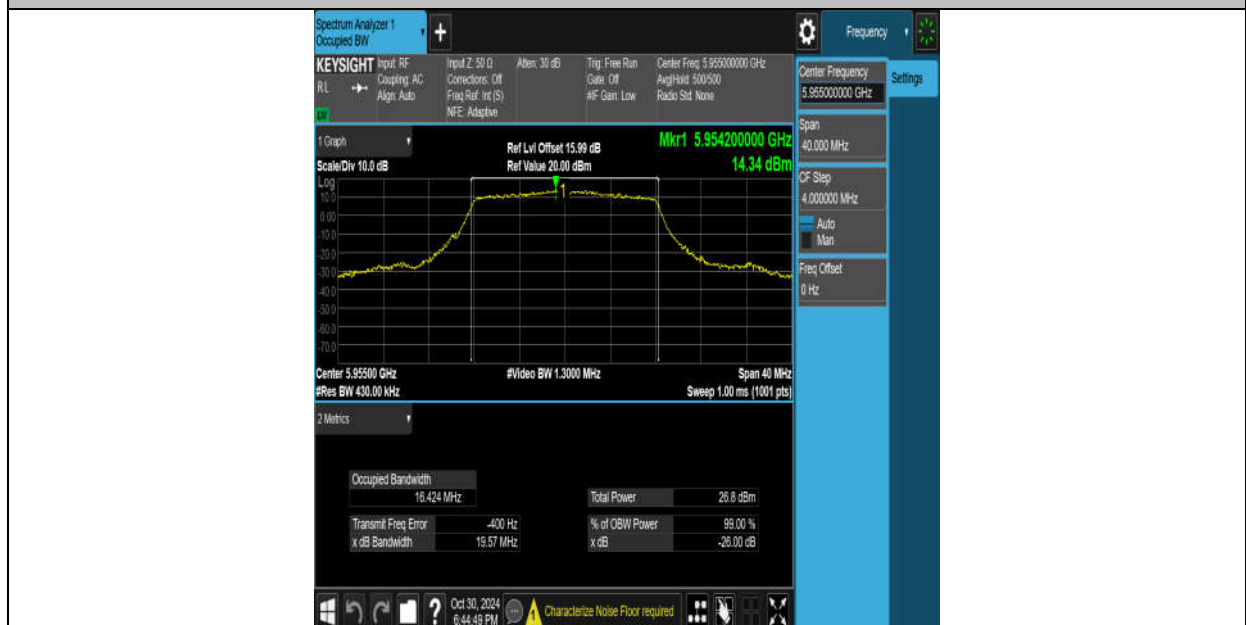 Spectrum Analyzer 1
Occupied BW
+
Frequency
KEYSIGHT
RL
Input: RF
Coupling: AC
Align: Auto
Input Z: 50 Ω
Corrections: Off
Freq Ref: Int (S)
NFE: Adaptive
Atten: 30 dB
Trig: Free Run
Gate: Off
#IF Gain: Low
Center Freq: 5.955000000 GHz
Avg|Hold: 500/500
Radio Std: None
Center Frequency
5.955000000 GHz
Settings
Span
40.000 MHz
CF Step
4.000000 MHz
Auto
Man
Freq Offset
0 Hz
1 Graph
Scale/Div 10.0 dB
Ref Lvl Offset 15.99 dB
Ref Value 20.00 dBm
Mkr1 5.954200000 GHz
14.34 dBm
Log
10.0
0.00
-10.0
-20.0
-30.0
-40.0
-50.0
-60.0
-70.0
1
Center 5.95500 GHz
#Res BW 430.00 kHz
#Video BW 1.3000 MHz
Span 40 MHz
Sweep 1.00 ms (1001 pts)
2 Metrics
Occupied Bandwidth
16.424 MHz
Total Power 26.8 dBm
Transmit Freq Error -400 Hz
% of OBW Power 99.00 %
x dB Bandwidth 19.57 MHz
x dB -26.00 dB
?
Oct 30, 2024
6:44:49 PM
Characterize Noise Floor required